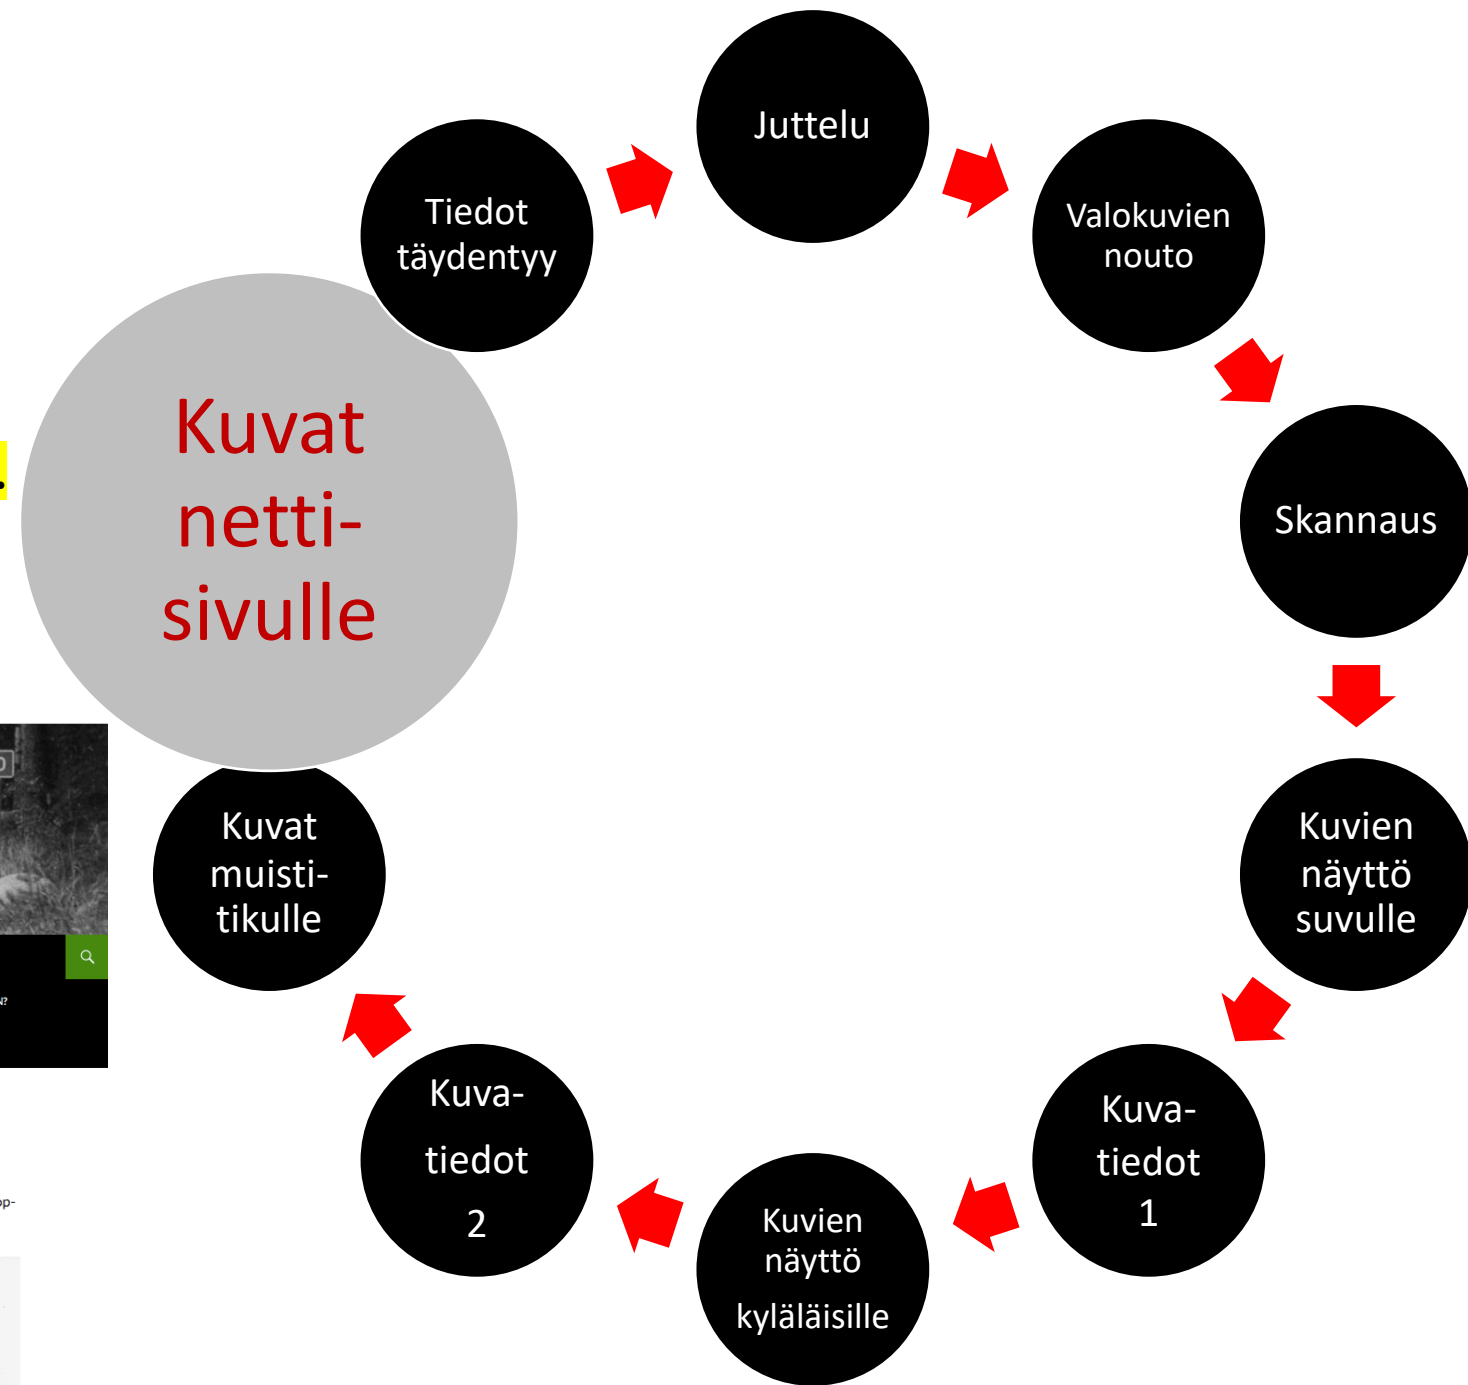 Juttelu
Valokuvien
nouto
Skannaus
Kuvien
näyttö
suvulle
Kuva-
tiedot
1
Kuvien
näyttö
kyläläisille
Kuva-
tiedot
2
Kuvat
muisti-
tikulle
Kuvat
netti-
sivulle
Tiedot
täydentyy